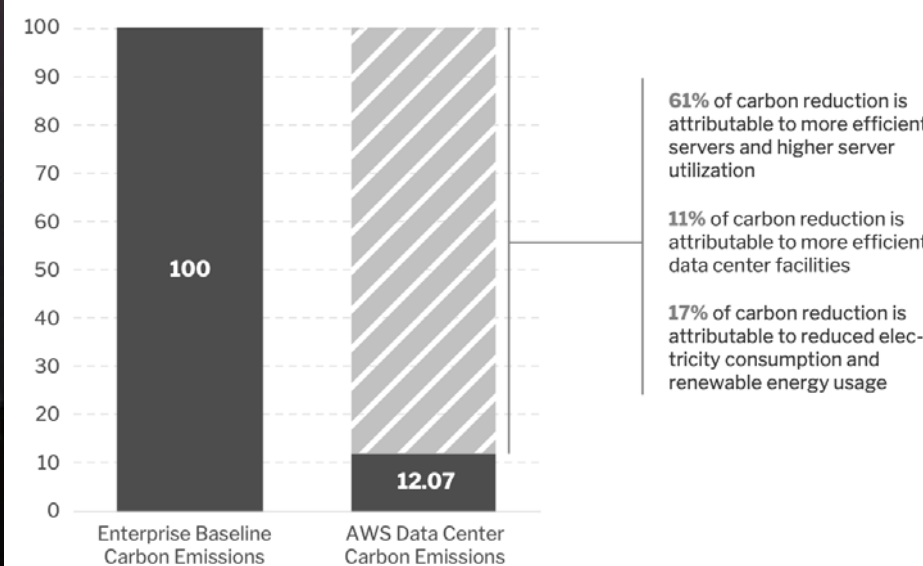 100
90
80
70
60
50
40
30
20
10
0
100
12.07
Enterprise Baseline
Carbon Emissions
AWS Data Center
Carbon Emissions
61% of carbon reduction is
attributable to more efficient
servers and higher server
utilization
11% of carbon reduction is
attributable to more efficient
data center facilities
17% of carbon reduction is
attributable to reduced elec-
tricity consumption and
renewable energy usage